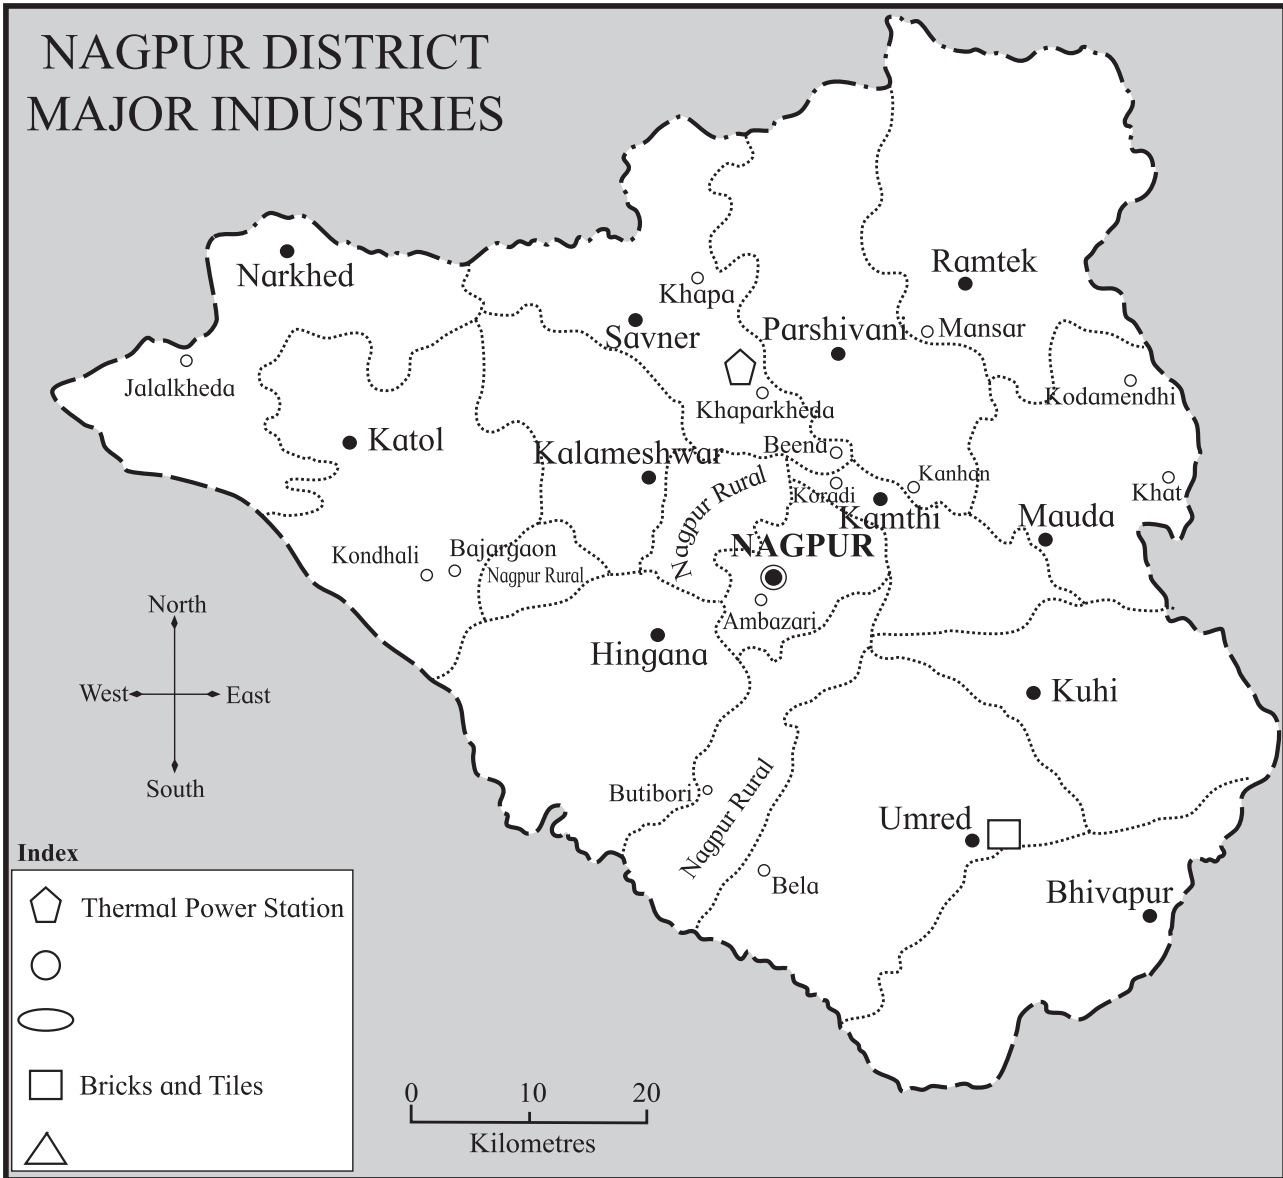 NAGPUR DISTRICT
MAJOR INDUSTRIES
Narkhed
Ramtek
Khapa
Savner
Parshivani
Mansar
Jalalkheda
Kodamendhi
Khaparkheda
Katol
Beena
Kalameshwar
Kanhan
Nagpur Rural
Koradi
Khat
Kamthi
Mauda
NAGPUR
Kondhali
Bajargaon
Nagpur Rural
Ambazari
Hingana
North
West
East
South
Kuhi
Butibori
Nagpur Rural
Umred
Bela
Bhivapur
Index
Thermal Power Station
Bricks and Tiles
0 10 20
Kilometres